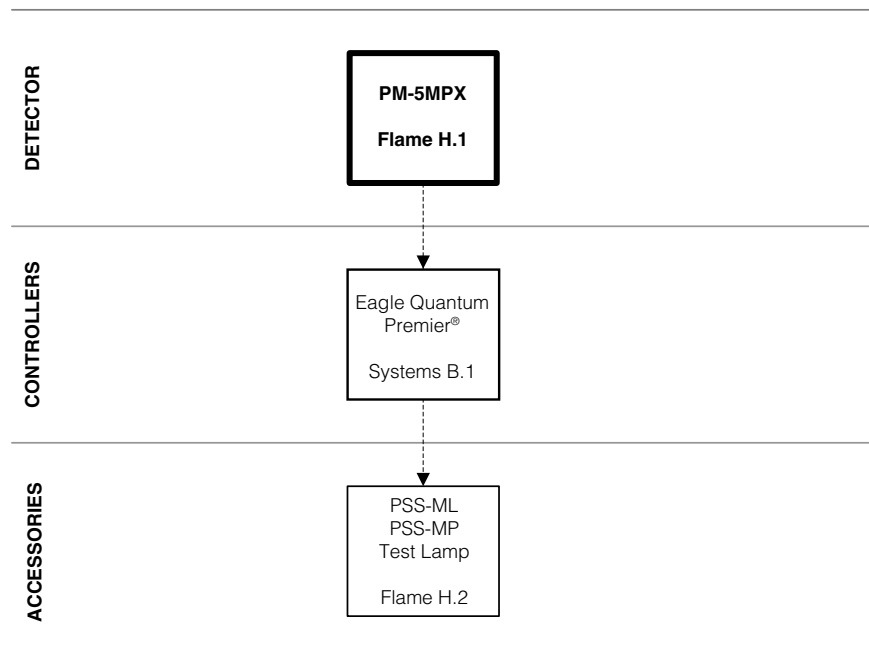 DETECTOR
PM-5MPX
Flame H.1
CONTROLLERS
Eagle Quantum
Premier®
Systems B.1
ACCESSORIES
PSS-ML
PSS-MP
Test Lamp
Flame H.2